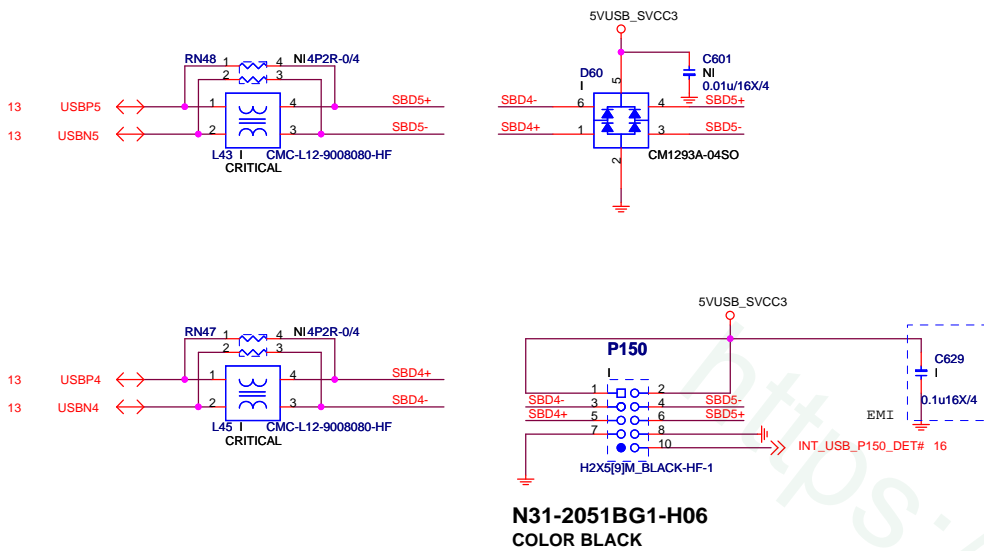 RN48 1 4 NI 4P2R-0/4
2 3
13 USBP5 1 4 SBD5+
13 USBN5 2 3 SBD5-
L43 I CMC-L12-9008080-HF
CRITICAL
5VUSB_SVCC3
C601
NI
0.01u/16X/4
D60
I
5
SBD4- 6 4 SBD5+
SBD4+ 1 3 SBD5-
CM1293A-04SO
2
RN47 1 4 NI 4P2R-0/4
2 3
13 USBP4 1 4 SBD4+
13 USBN4 2 3 SBD4-
L45 I CMC-L12-9008080-HF
CRITICAL
5VUSB_SVCC3
P150
I
1 2
SBD4- 3 4 SBD5-
SBD4+ 5 6 SBD5+
7 8
10 INT_USB_P150_DET# 16
H2X5[9]M_BLACK-HF-1
C629
I
0.1u16X/4
EMI
N31-2051BG1-H06
COLOR BLACK
https:/